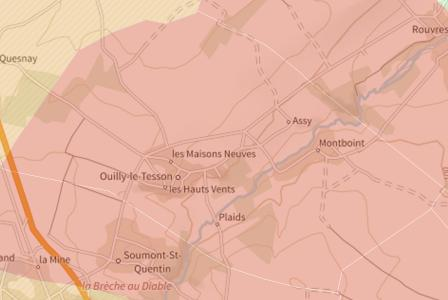 Rouvres
Quesnay
Assy
Montboint
les Maisons Neuves
Ouilly-le-Tesson
les Hauts Vents
Plaids
Soumont-St-
Quentin
la Mine
la Brèche au Diable